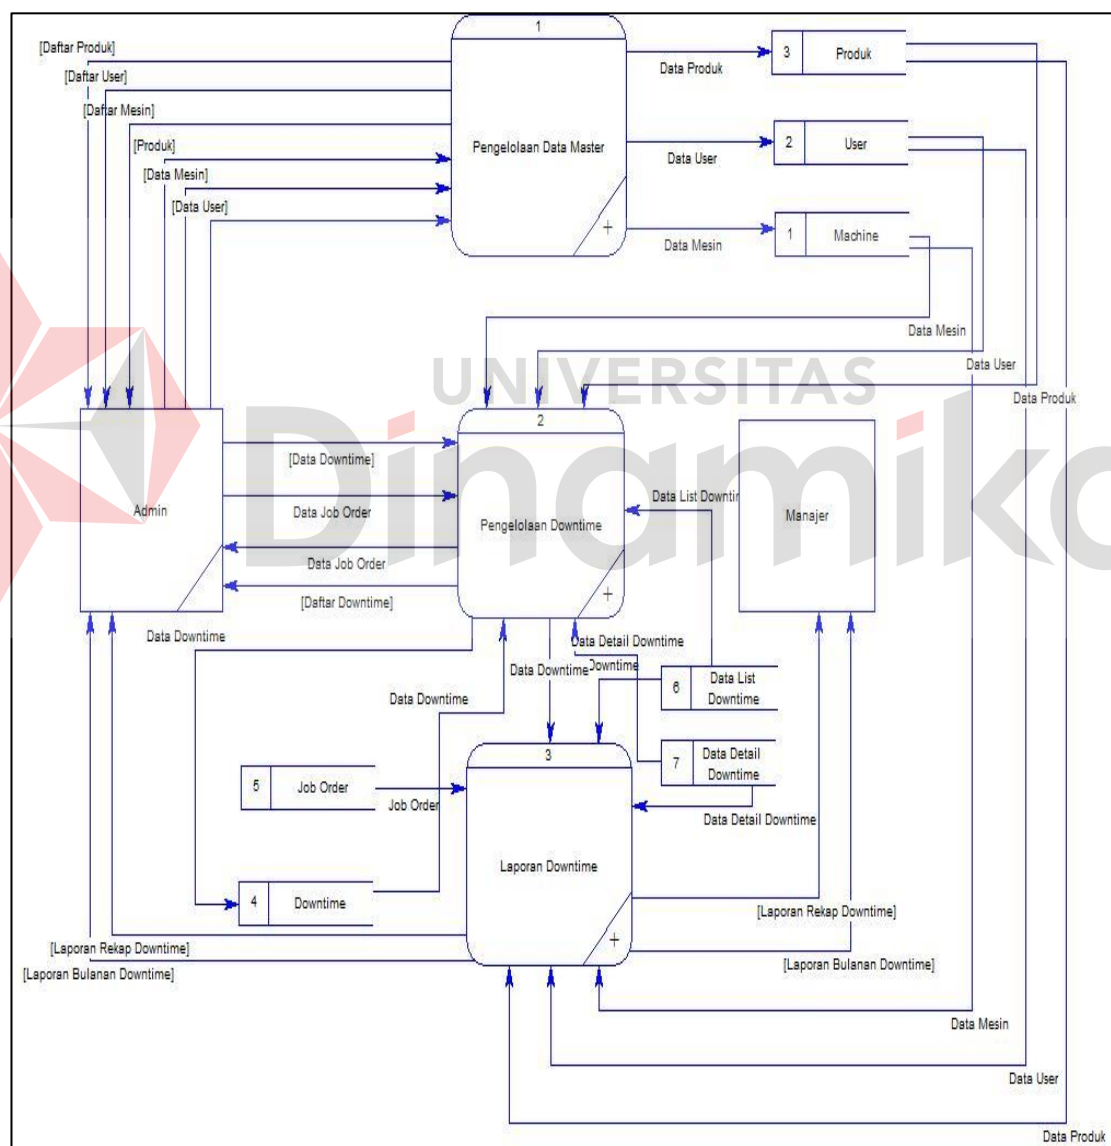 1
[Daftar Produk]
[Daftar User]
[Daftar Mesin]
[Produk]
[Data Mesin]
[Data User]
Pengelolaan Data Master
+
Data Produk
3 Produk
Data User
2 User
Data Mesin
1 Machine
Data Mesin
Data User
Data Produk
UNIVERSITAS
Dinamika
2
[Data Downtime]
Admin
Data Job Order
Pengelolaan Downtime
Data List Downtim
Manajer
Data Job Order
[Daftar Downtime]
+
Data Downtime
Data Detail Downtime
Data Downtime
Downtime
Data Downtime
6 Data List
Downtime
7 Data Detail
Downtime
3
5 Job Order
Job Order
Data Detail Downtime
Laporan Downtime
4 Downtime
+
[Laporan Rekap Downtime]
[Laporan Bulanan Downtime]
[Laporan Rekap Downtime]
[Laporan Bulanan Downtime]
Data Mesin
Data User
Data Produk